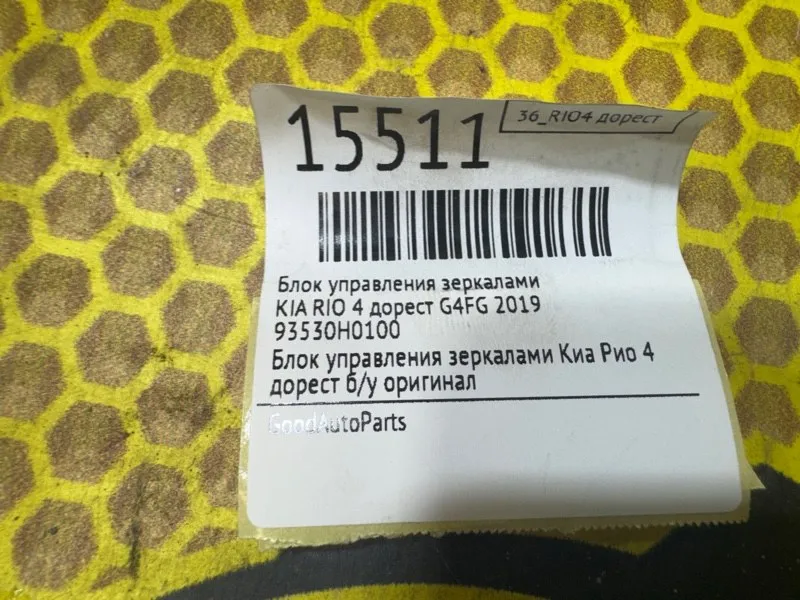 15511
36_RIO4 дорест
Блок управления зеркалами
KIA RIO 4 дорест G4FG 2019
93530H0100
Блок управления зеркалами Киа Рио 4
дорест б/у оригинал
GoodAutoParts